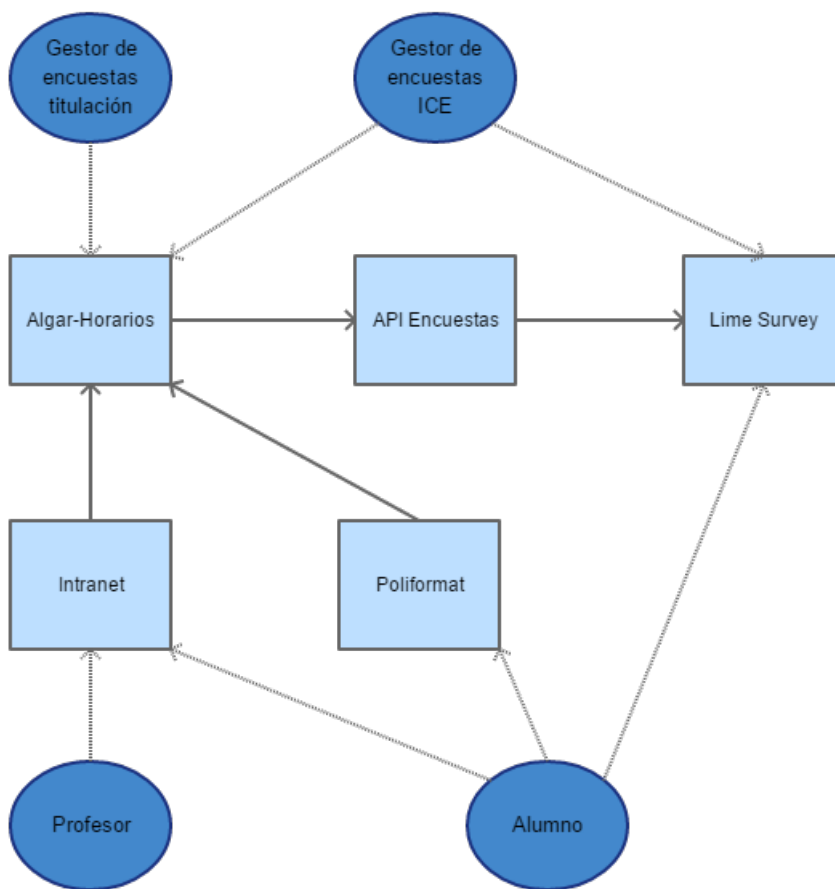 Gestor de
encuestas
titulación
Gestor de
encuestas
ICE
Algar-Horarios
API Encuestas
Lime Survey
Intranet
Poliformat
Profesor
Alumno